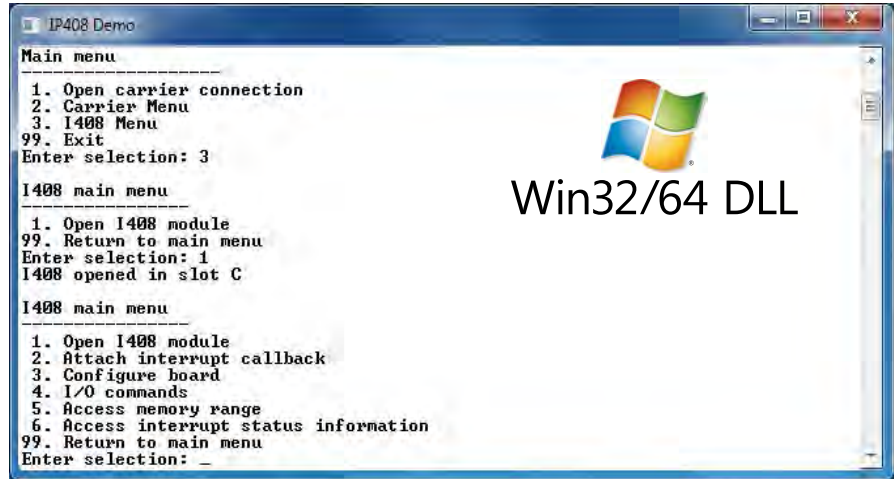 IP408 Demo
Main menu
--------------------
1. Open carrier connection
2. Carrier Menu
3. I408 Menu
99. Exit
Enter selection: 3
I408 main menu
-----------------
1. Open I408 module
99. Return to main menu
Enter selection: 1
I408 opened in slot C
I408 main menu
-----------------
1. Open I408 module
2. Attach interrupt callback
3. Configure board
4. I/O commands
5. Access memory range
6. Access interrupt status information
99. Return to main menu
Enter selection: _
Win32/64 DLL